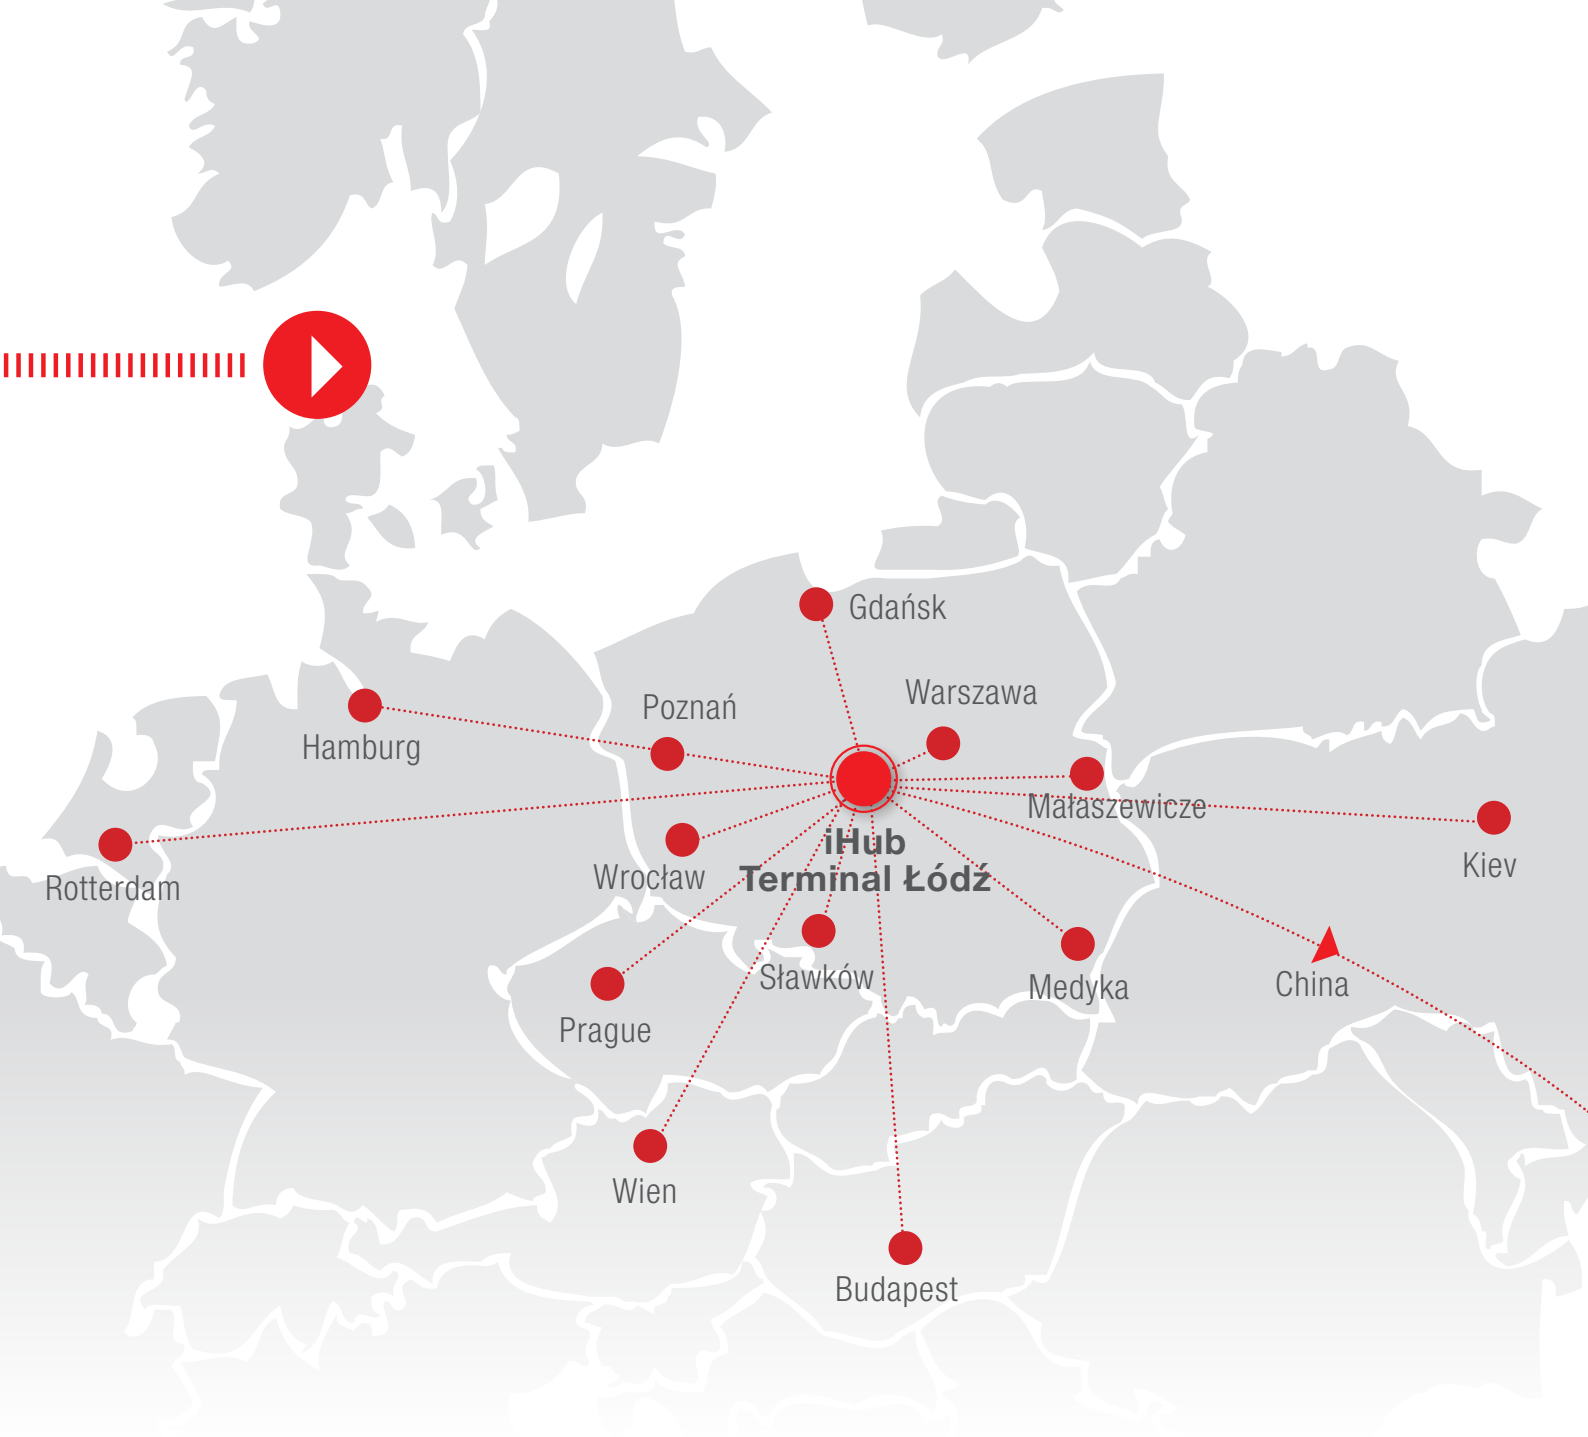 Gdańsk
Warszawa
Poznań
Hamburg
Małaszewicze
iHub
Terminal Łódź
Kiev
Wrocław
Rotterdam
Sławków
Medyka
China
Prague
Wien
Budapest